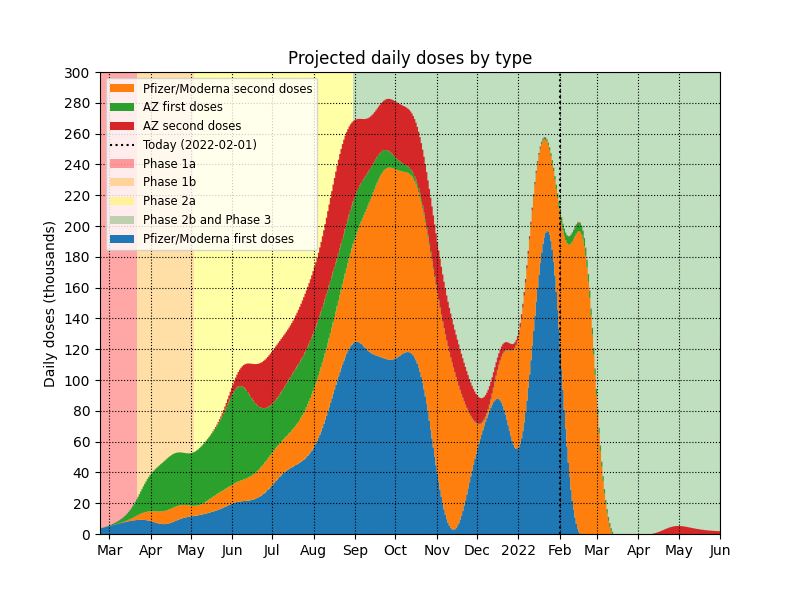 Projected daily doses by type
Daily doses (thousands)
300
280
260
240
220
200
180
160
140
120
100
80
60
40
20
0
Pfizer/Moderna second doses
AZ first doses
AZ second doses
Today (2022-02-01)
Phase 1a
Phase 1b
Phase 2a
Phase 2b and Phase 3
Pfizer/Moderna first doses
Mar Apr May Jun Jul Aug Sep Oct Nov Dec 2022 Feb Mar Apr May Jun